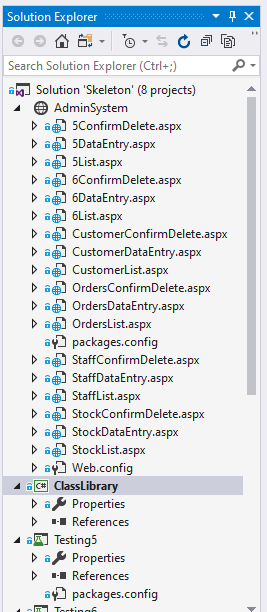 Solution Explorer
Search Solution Explorer (Ctrl+;)
Solution 'Skeleton' (8 projects)
AdminSystem
5ConfirmDelete.aspx
5DataEntry.aspx
5List.aspx
6ConfirmDelete.aspx
6DataEntry.aspx
6List.aspx
CustomerConfirmDelete.aspx
CustomerDataEntry.aspx
CustomerList.aspx
OrdersConfirmDelete.aspx
OrdersDataEntry.aspx
OrdersList.aspx
packages.config
StaffConfirmDelete.aspx
StaffDataEntry.aspx
StaffList.aspx
StockConfirmDelete.aspx
StockDataEntry.aspx
StockList.aspx
Web.config
C# ClassLibrary
Properties
References
Testing5
Properties
References
packages.config
Testing6